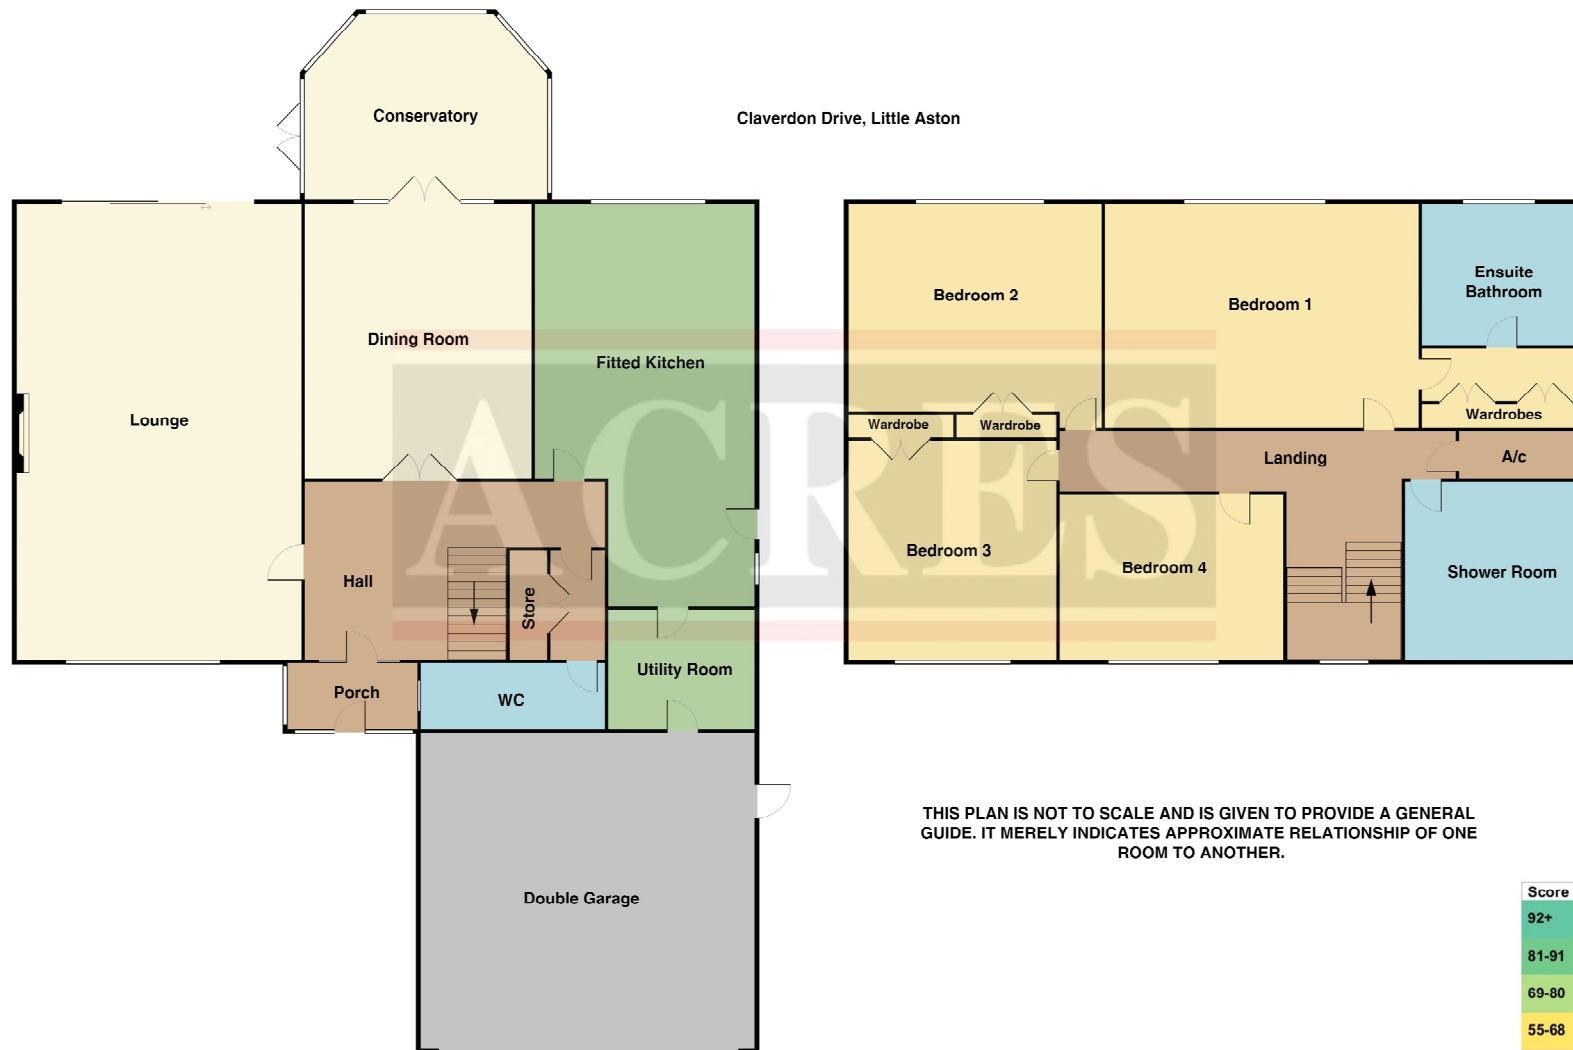 Claverdon Drive, Little Aston
Conservatory
Dining Room
Fitted Kitchen
Lounge
Hall
Store
Porch
WC
Utility Room
Double Garage
Bedroom 2
Bedroom 1
Ensuite
Bathroom
Wardrobe
Wardrobe
Wardrobes
Landing
A/c
Bedroom 3
Bedroom 4
Shower Room
ACRES
THIS PLAN IS NOT TO SCALE AND IS GIVEN TO PROVIDE A GENERAL
GUIDE. IT MERELY INDICATES APPROXIMATE RELATIONSHIP OF ONE
ROOM TO ANOTHER.
Score
92+
81-91
69-80
55-68